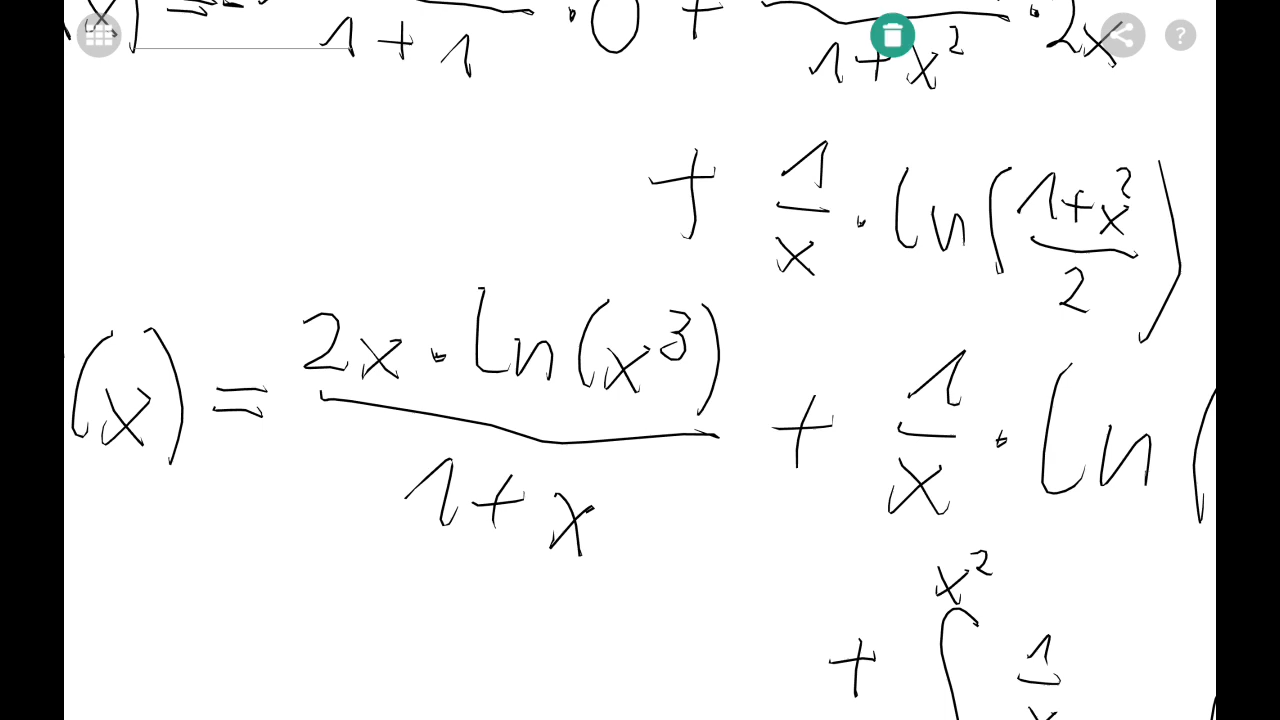 x) = 1 + 1 · 0 + 1 + x² · 2x
+ 1/x · ln((1+x²)/2)
(x) = (2x · ln(x³))/(1 + x) + 1/x · ln(
+ ∫ x² 1/x
?